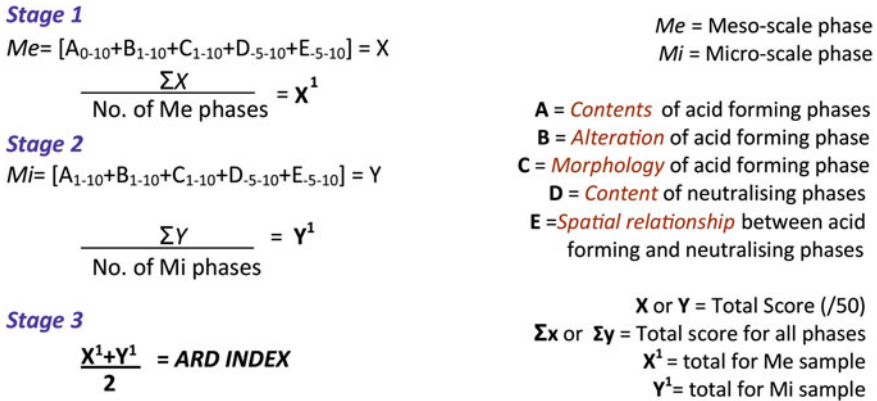 Stage 1
Me= [A0-10+B1-10+C1-10+D-5-10+E-5-10] = X
ΣX
No. of Me phases
= X¹
Stage 2
Mi= [A1-10+B1-10+C1-10+D-5-10+E-5-10] = Y
ΣY
No. of Mi phases
= Y¹
Stage 3
X¹+Y¹
2
= ARD INDEX
Me = Meso-scale phase
Mi = Micro-scale phase
A = Contents of acid forming phases
B = Alteration of acid forming phase
C = Morphology of acid forming phase
D = Content of neutralising phases
E =Spatial relationship between acid
forming and neutralising phases
X or Y = Total Score (/50)
Σx or Σy = Total score for all phases
X¹ = total for Me sample
Y¹= total for Mi sample